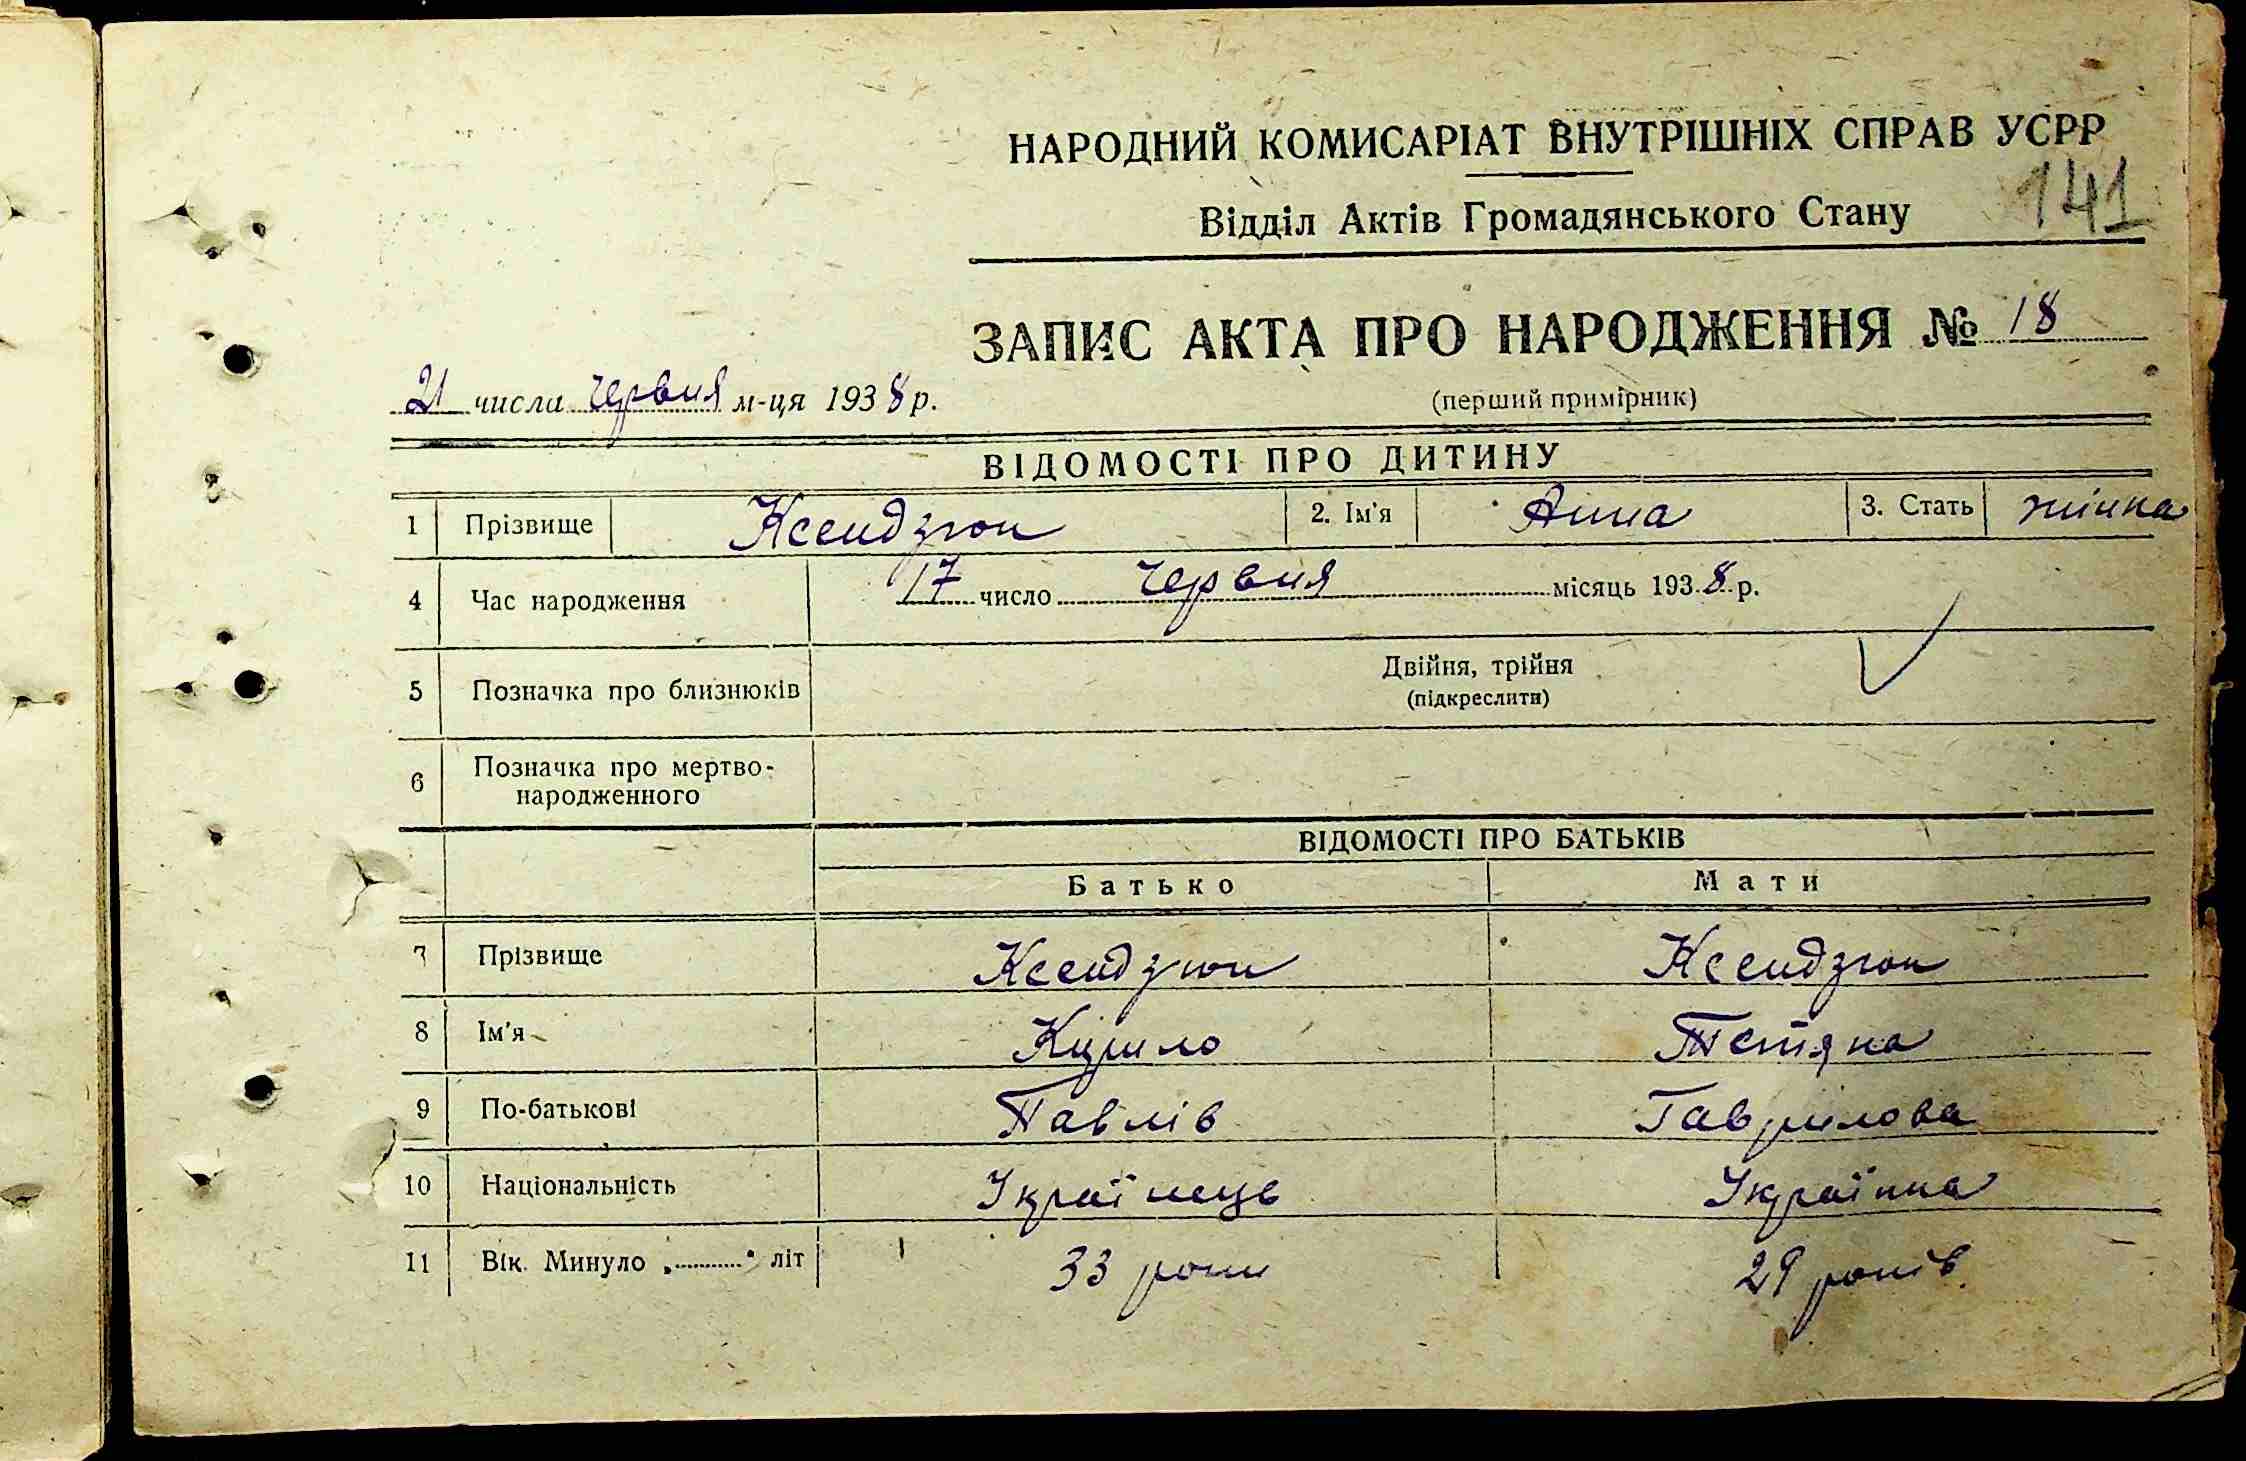 НАРОДНИЙ КОМИСАРІАТ ВНУТРІШНІХ СПРАВ УСРР
141
Відділ Актів Громадянського Стану
ЗАПИС АКТА ПРО НАРОДЖЕННЯ № 18
(перший примірник)
21 числа червня м-ця 1938 р.
ВІДОМОСТІ ПРО ДИТИНУ
1 Прізвище Ксендзюк 2. Ім'я Анна 3. Стать жінка
4 Час народження 17 число червня місяць 1938 р.
5 Позначка про близнюків Двійня, трійня
(підкреслити)
6 Позначка про мертво-
народженного
ВІДОМОСТІ ПРО БАТЬКІВ
Батько Мати
7 Прізвище Ксендзюк Ксендзюк
8 Ім'я Кирило Тетяна
9 По-батькові Павлів Гаврілова
10 Національність Українець Українка
11 Вік. Минуло „..........“ літ 33 роки 29 років